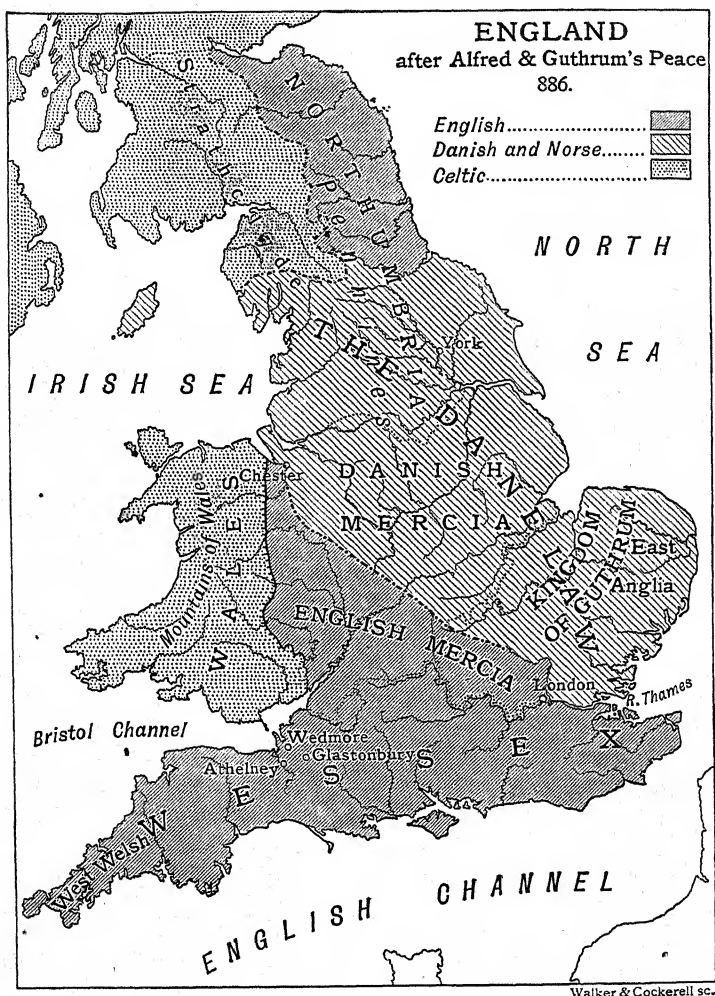 ENGLAND
after Alfred & Guthrum's Peace
886.
English
Danish and Norse
Celtic
Strathclyde
NORTHUMBRIA
Pennine
NORTH
SEA
IRISH SEA
York
THE DANELAW
Chester
DANISH
MERCIA
WALES
Mountains of Wales
KINGDOM
OF GUTHRUM
East
Anglia
ENGLISH MERCIA
London
R. Thames
Bristol Channel
Wedmore
Glastonbury
Athelney
WESSEX
West Welsh
ENGLISH CHANNEL
Walker & Cockerell sc.